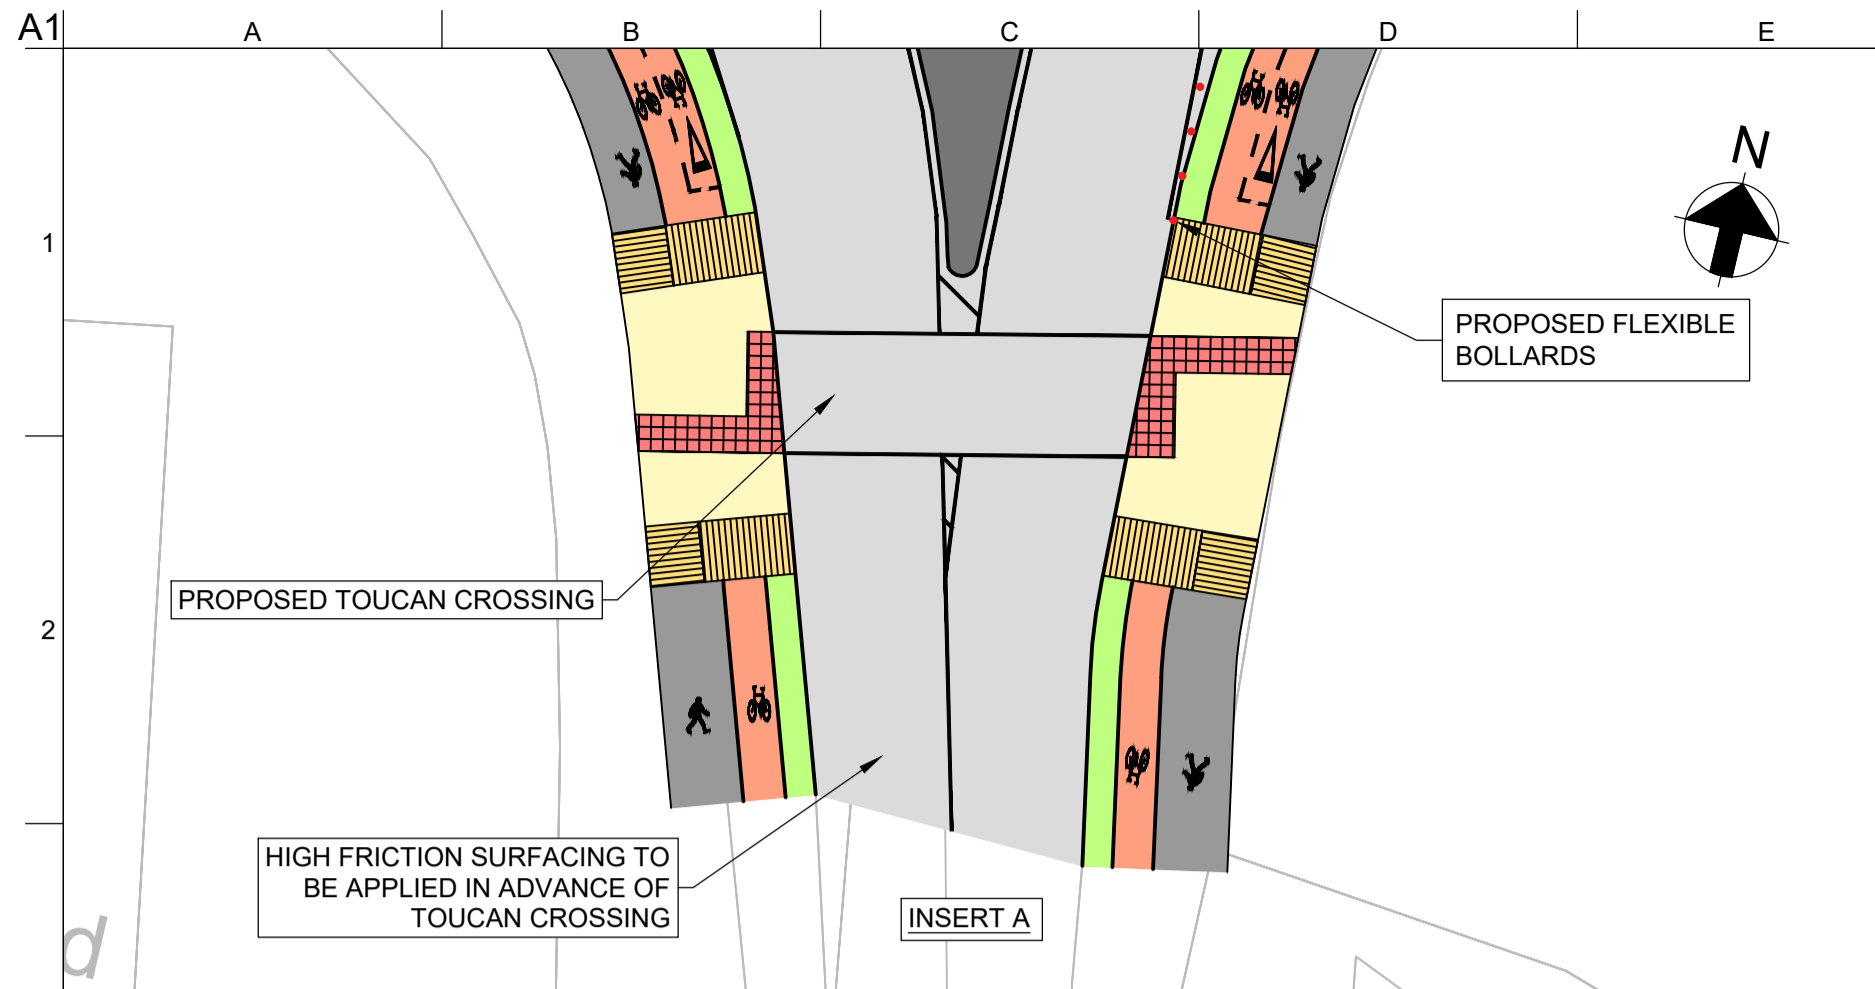 A1
A
B
C
D
E
N
1
PROPOSED FLEXIBLE
BOLLARDS
PROPOSED TOUCAN CROSSING
2
HIGH FRICTION SURFACING TO
BE APPLIED IN ADVANCE OF
TOUCAN CROSSING
INSERT A
d